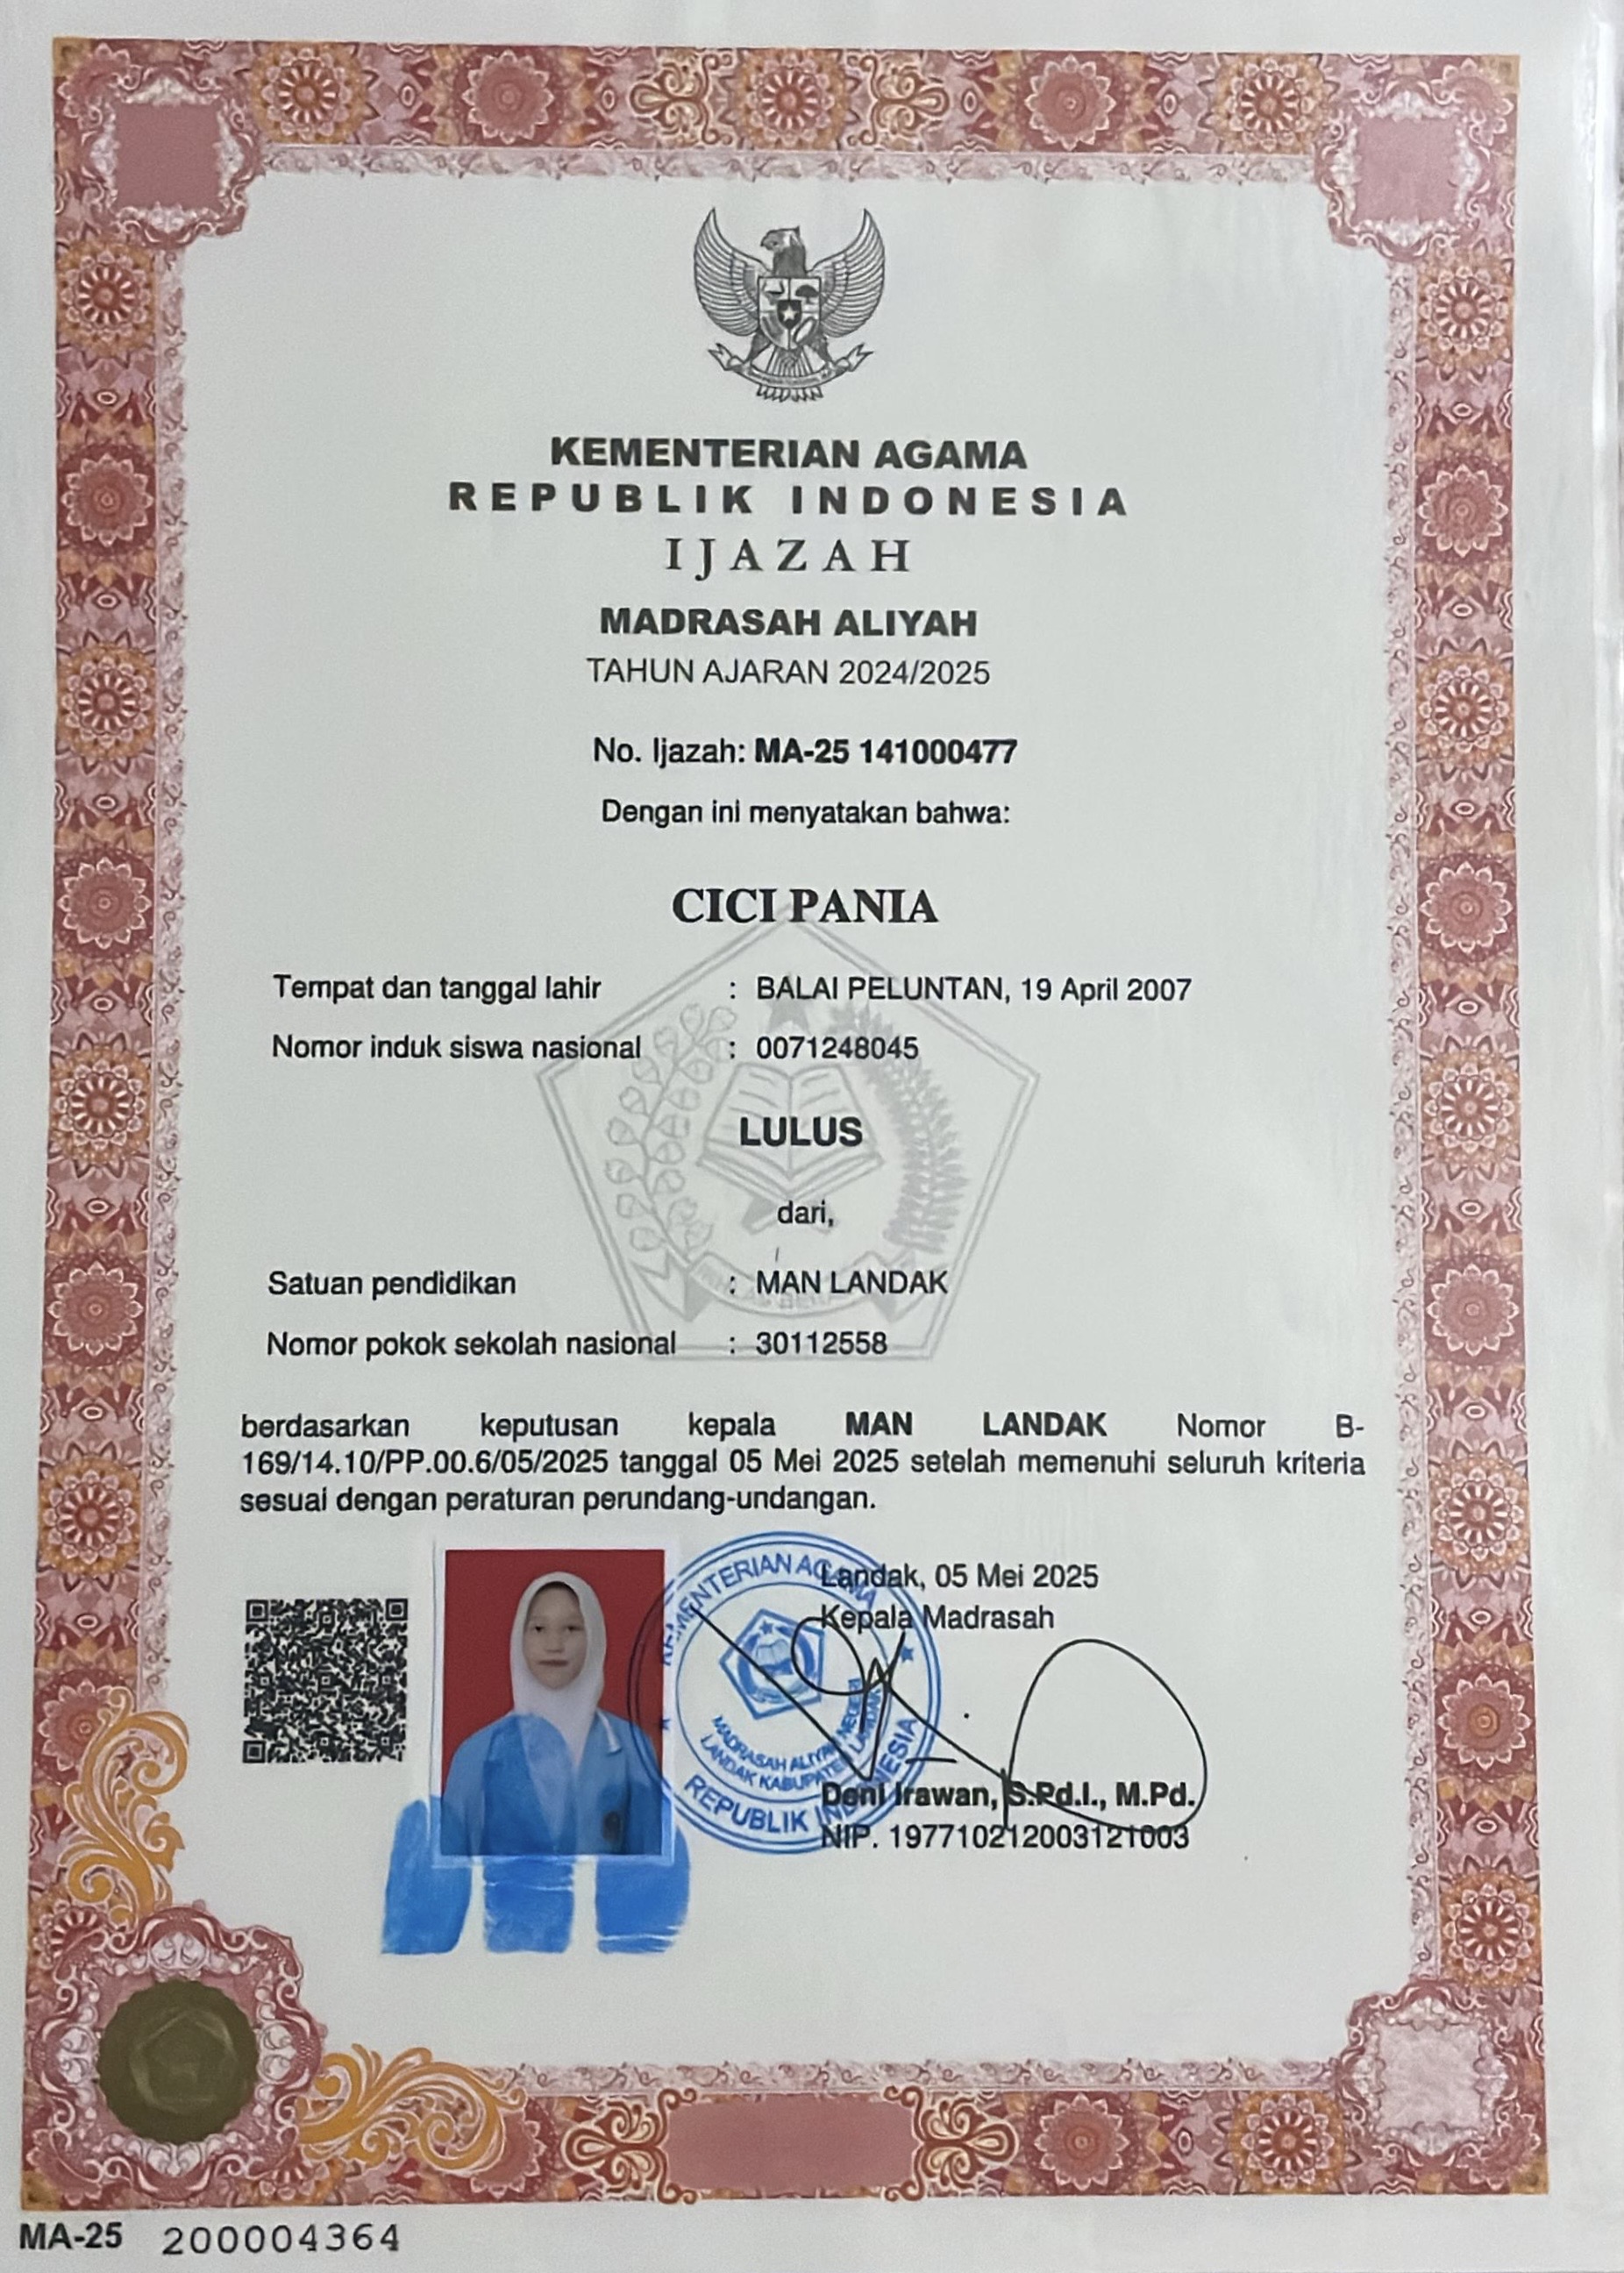 KEMENTERIAN AGAMA
REPUBLIK INDONESIA
IJAZAH
MADRASAH ALIYAH
TAHUN AJARAN 2024/2025
No. Ijazah: MA-25 141000477
Dengan ini menyatakan bahwa:
CICI PANIA
Tempat dan tanggal lahir : BALAI PELUNTAN, 19 April 2007
Nomor induk siswa nasional : 0071248045
LULUS
dari,
Satuan pendidikan : MAN LANDAK
Nomor pokok sekolah nasional : 30112558
berdasarkan keputusan kepala MAN LANDAK Nomor B-
169/14.10/PP.00.6/05/2025 tanggal 05 Mei 2025 setelah memenuhi seluruh kriteria
sesuai dengan peraturan perundang-undangan.
Landak, 05 Mei 2025
Kepala Madrasah
KEMENTERIAN AGAMA
MADRASAH ALIYAH NEGERI
LANDAK KABUPATEN LANDAK
REPUBLIK INDONESIA
Deni Irawan, S.Pd.I., M.Pd.
NIP. 197710212003121003
MA-25 200004364